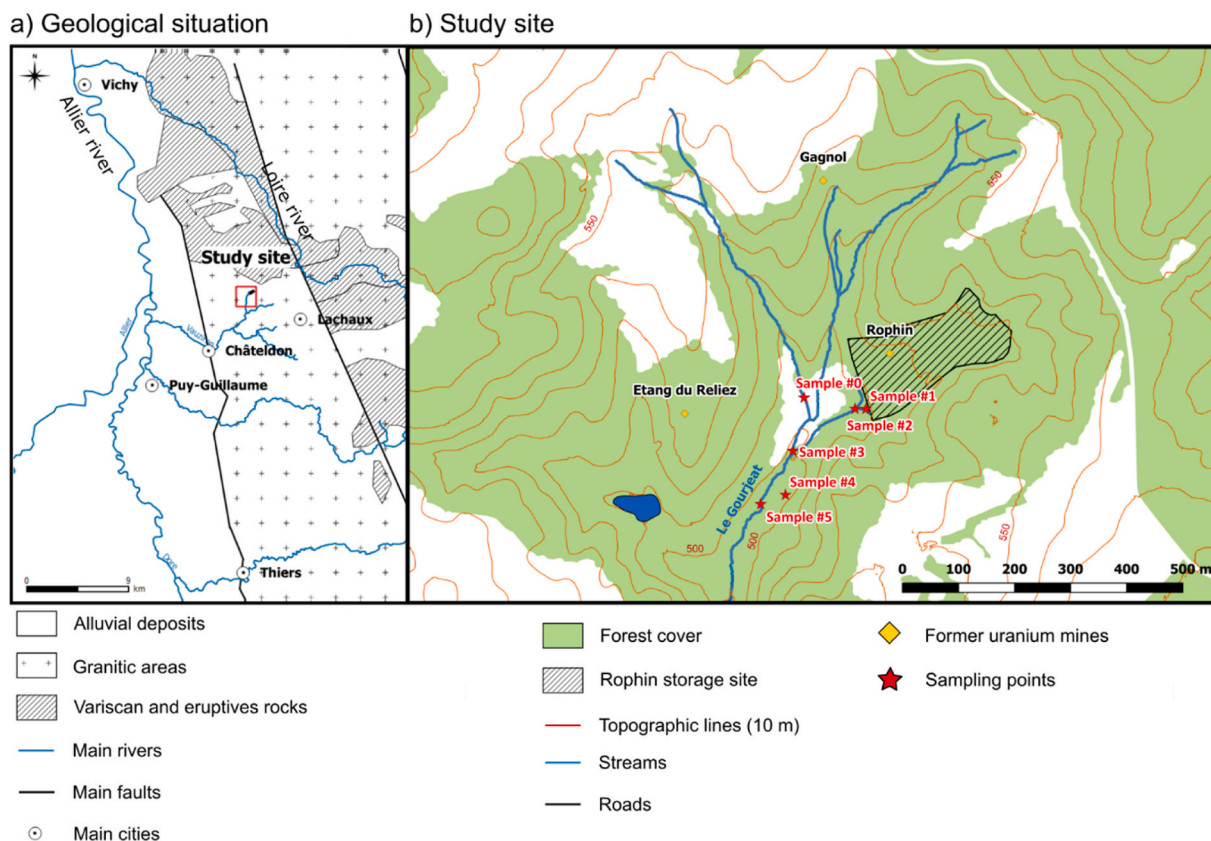 a) Geological situation
b) Study site
N
Vichy
Allier river
Loire river
Study site
Lachaux
Allier
Châteldon
Puy-Guillaume
Dore
Thiers
0 9
km
550
Gagnol
550
Rophin
Etang du Reliez
Sample #0
Sample #1
Sample #2
Sample #3
Sample #4
Sample #5
Le Gourjeat
500
500
550
0 100 200 300 400 500 m
Alluvial deposits
Granitic areas
Variscan and eruptives rocks
Main rivers
Main faults
Main cities
Forest cover
Rophin storage site
Topographic lines (10 m)
Streams
Roads
Former uranium mines
Sampling points